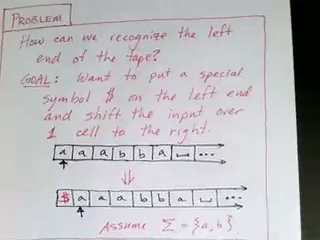 PROBLEM
How can we recognize the left
end of the tape?
GOAL: Want to put a special
symbol $ on the left end
and shift the input over
1 cell to the right.
a a a b b a ⊔ ...
$ a a a b b a ⊔ ...
Assume Σ = {a,b}